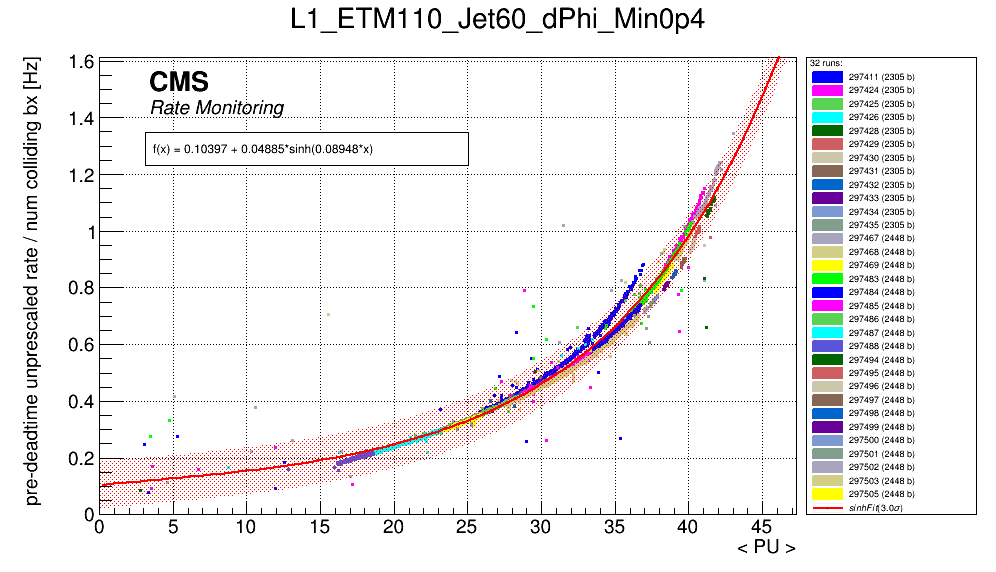 L1_ETM110_Jet60_dPhi_Min0p4
pre-deadtime unprescaled rate / num colliding bx [Hz]
CMS
Rate Monitoring
f(x) = 0.10397 + 0.04885*sinh(0.08948*x)
1.6
1.4
1.2
1
0.8
0.6
0.4
0.2
0
0 5 10 15 20 25 30 35 40 45
< PU >
32 runs:
297411 (2305 b)
297424 (2305 b)
297425 (2305 b)
297426 (2305 b)
297428 (2305 b)
297429 (2305 b)
297430 (2305 b)
297431 (2305 b)
297432 (2305 b)
297433 (2305 b)
297434 (2305 b)
297435 (2305 b)
297467 (2448 b)
297468 (2448 b)
297469 (2448 b)
297483 (2448 b)
297484 (2448 b)
297485 (2448 b)
297486 (2448 b)
297487 (2448 b)
297488 (2448 b)
297494 (2448 b)
297495 (2448 b)
297496 (2448 b)
297497 (2448 b)
297498 (2448 b)
297499 (2448 b)
297500 (2448 b)
297501 (2448 b)
297502 (2448 b)
297503 (2448 b)
297505 (2448 b)
sinhFit(3.0σ)